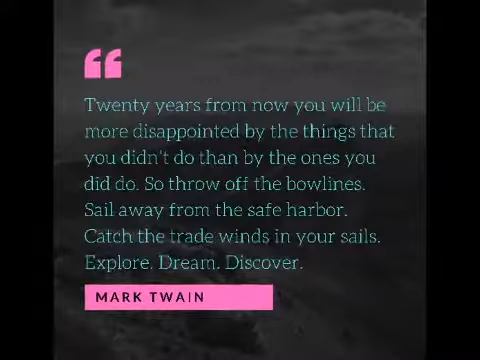 “
Twenty years from now you will be
more disappointed by the things that
you didn't do than by the ones you
did do. So throw off the bowlines.
Sail away from the safe harbor.
Catch the trade winds in your sails.
Explore. Dream. Discover.
MARK TWAIN